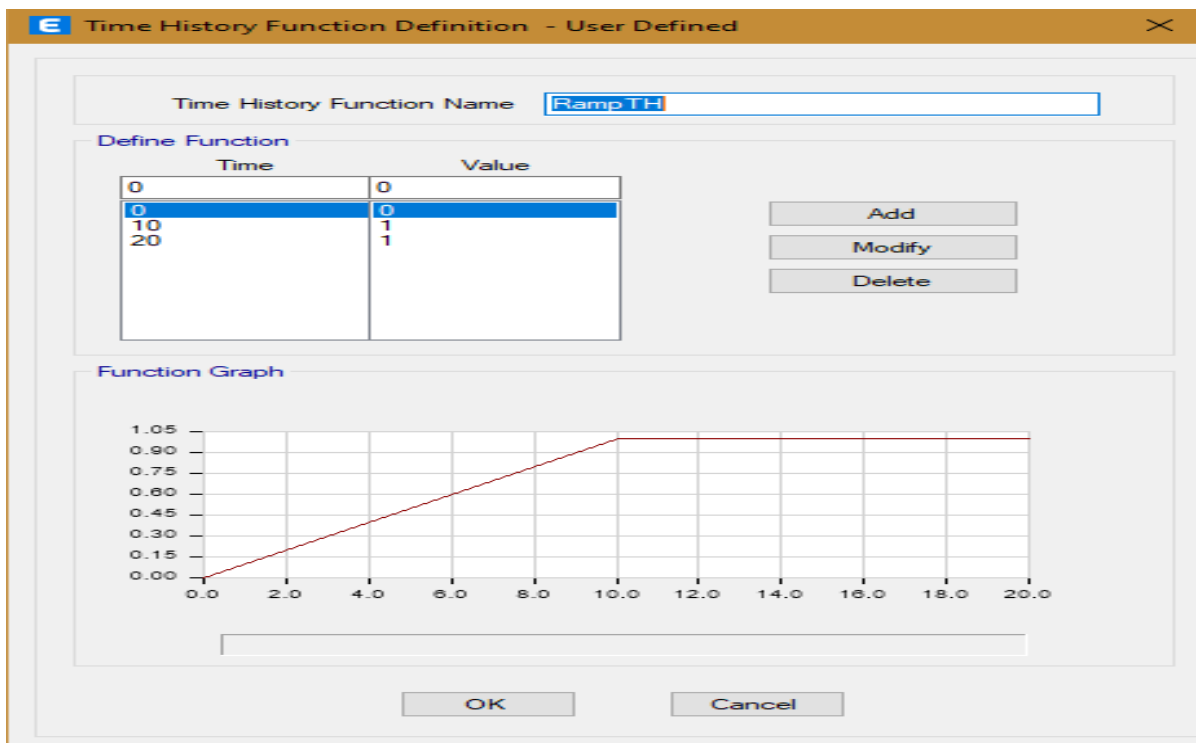 E Time History Function Definition - User Defined
Time History Function Name RampTH
Define Function
Time Value
0 0
0 0
10 1
20 1
Add
Modify
Delete
Function Graph
1.05
0.90
0.75
0.60
0.45
0.30
0.15
0.00
0.0 2.0 4.0 6.0 8.0 10.0 12.0 14.0 16.0 18.0 20.0
OK Cancel